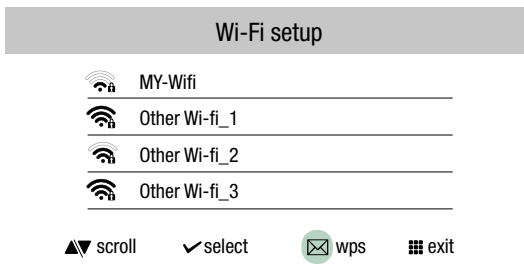 Wi-Fi setup
MY-Wifi
Other Wi-fi_1
Other Wi-fi_2
Other Wi-fi_3
scroll select wps exit